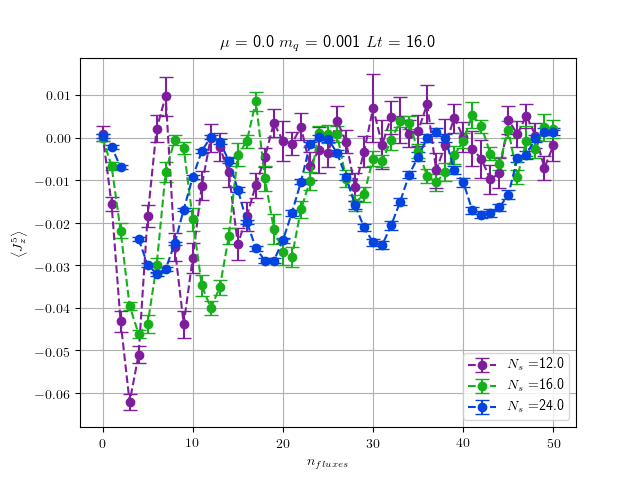 μ = 0.0 m_q = 0.001 Lt = 16.0
⟨J_z^5⟩
0.01
0.00
−0.01
−0.02
−0.03
−0.04
−0.05
−0.06
N_s =12.0
N_s =16.0
N_s =24.0
0 10 20 30 40 50
n_fluxes